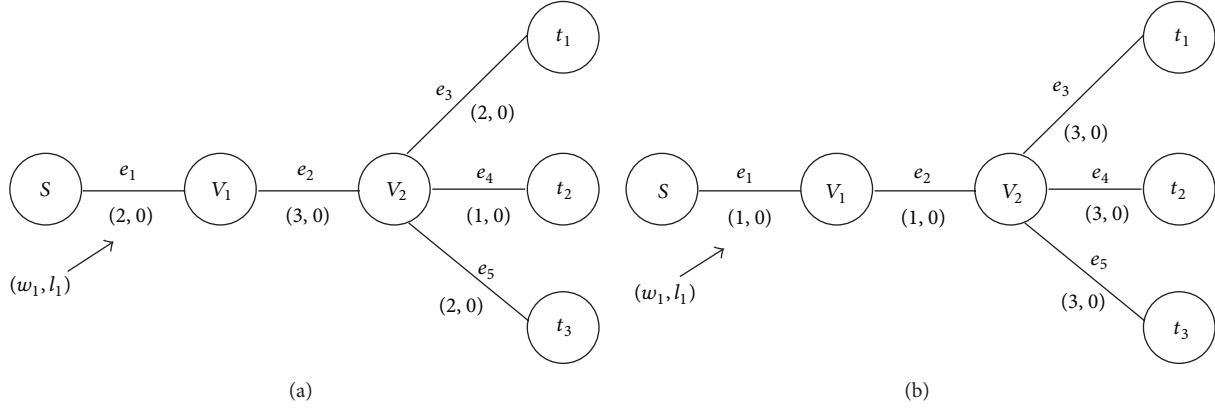 t₁
e₃
(2, 0)
S
e₁
(2, 0)
V₁
e₂
(3, 0)
V₂
e₄
(1, 0)
t₂
(w₁, l₁)
e₅
(2, 0)
t₃
(a)
t₁
e₃
(3, 0)
S
e₁
(1, 0)
V₁
e₂
(1, 0)
V₂
e₄
(3, 0)
t₂
(w₁, l₁)
e₅
(3, 0)
t₃
(b)